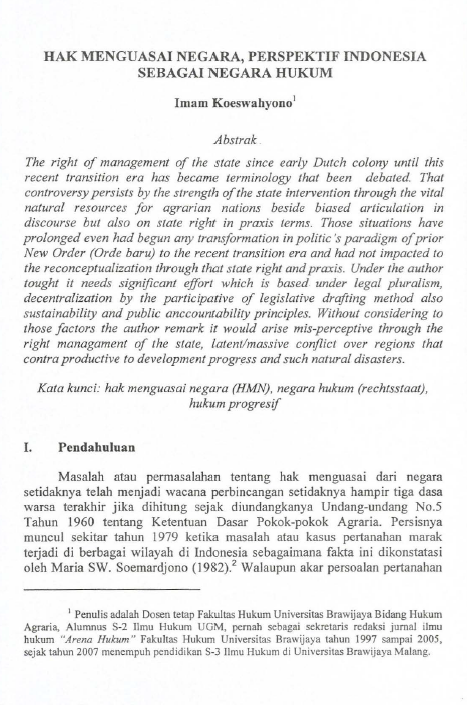 HAK MENGUASAI NEGARA, PERSPEKTIF INDONESIA
SEBAGAI NEGARA HUKUM
Imam Koeswahyono¹
Abstrak
The right of management of the state since early Dutch colony until this
recent transition era has became terminology that been debated. That
controversy persists by the strength of the state intervention through the vital
natural resources for agrarian nations beside biased articulation in
discourse but also on state right in praxis terms. Those situations have
prolonged even had begun any transformation in politic's paradigm of prior
New Order (Orde baru) to the recent transition era and had not impacted to
the reconceptualization through that state right and praxis. Under the author
tought it needs significant effort which is based under legal pluralism,
decentralization by the participative of legislative drafting method also
sustainability and public anccountability principles. Without considering to
those factors the author remark it would arise mis-perceptive through the
right managament of the state, latent/massive conflict over regions that
contra productive to development progress and such natural disasters.
Kata kunci: hak menguasai negara (HMN), negara hukum (rechtsstaat),
hukum progresif
I. Pendahuluan
Masalah atau permasalahan tentang hak menguasai dari negara
setidaknya telah menjadi wacana perbincangan setidaknya hampir tiga dasa
warsa terakhir jika dihitung sejak diundangkanya Undang-undang No.5
Tahun 1960 tentang Ketentuan Dasar Pokok-pokok Agraria. Persisnya
muncul sekitar tahun 1979 ketika masalah atau kasus pertanahan marak
terjadi di berbagai wilayah di Indonesia sebagaimana fakta ini dikonstatasi
oleh Maria SW. Soemardjono (1982).² Walaupun akar persoalan pertanahan
¹ Penulis adalah Dosen tetap Fakultas Hukum Universitas Brawijaya Bidang Hukum
Agraria, Alumnus S-2 Ilmu Hukum UGM, pernah sebagai sekretaris redaksi jurnal ilmu
hukum "Arena Hukum" Fakultas Hukum Universitas Brawijaya tahun 1997 sampai 2005,
sejak tahun 2007 menempuh pendidikan S-3 Ilmu Hukum di Universitas Brawijaya Malang.